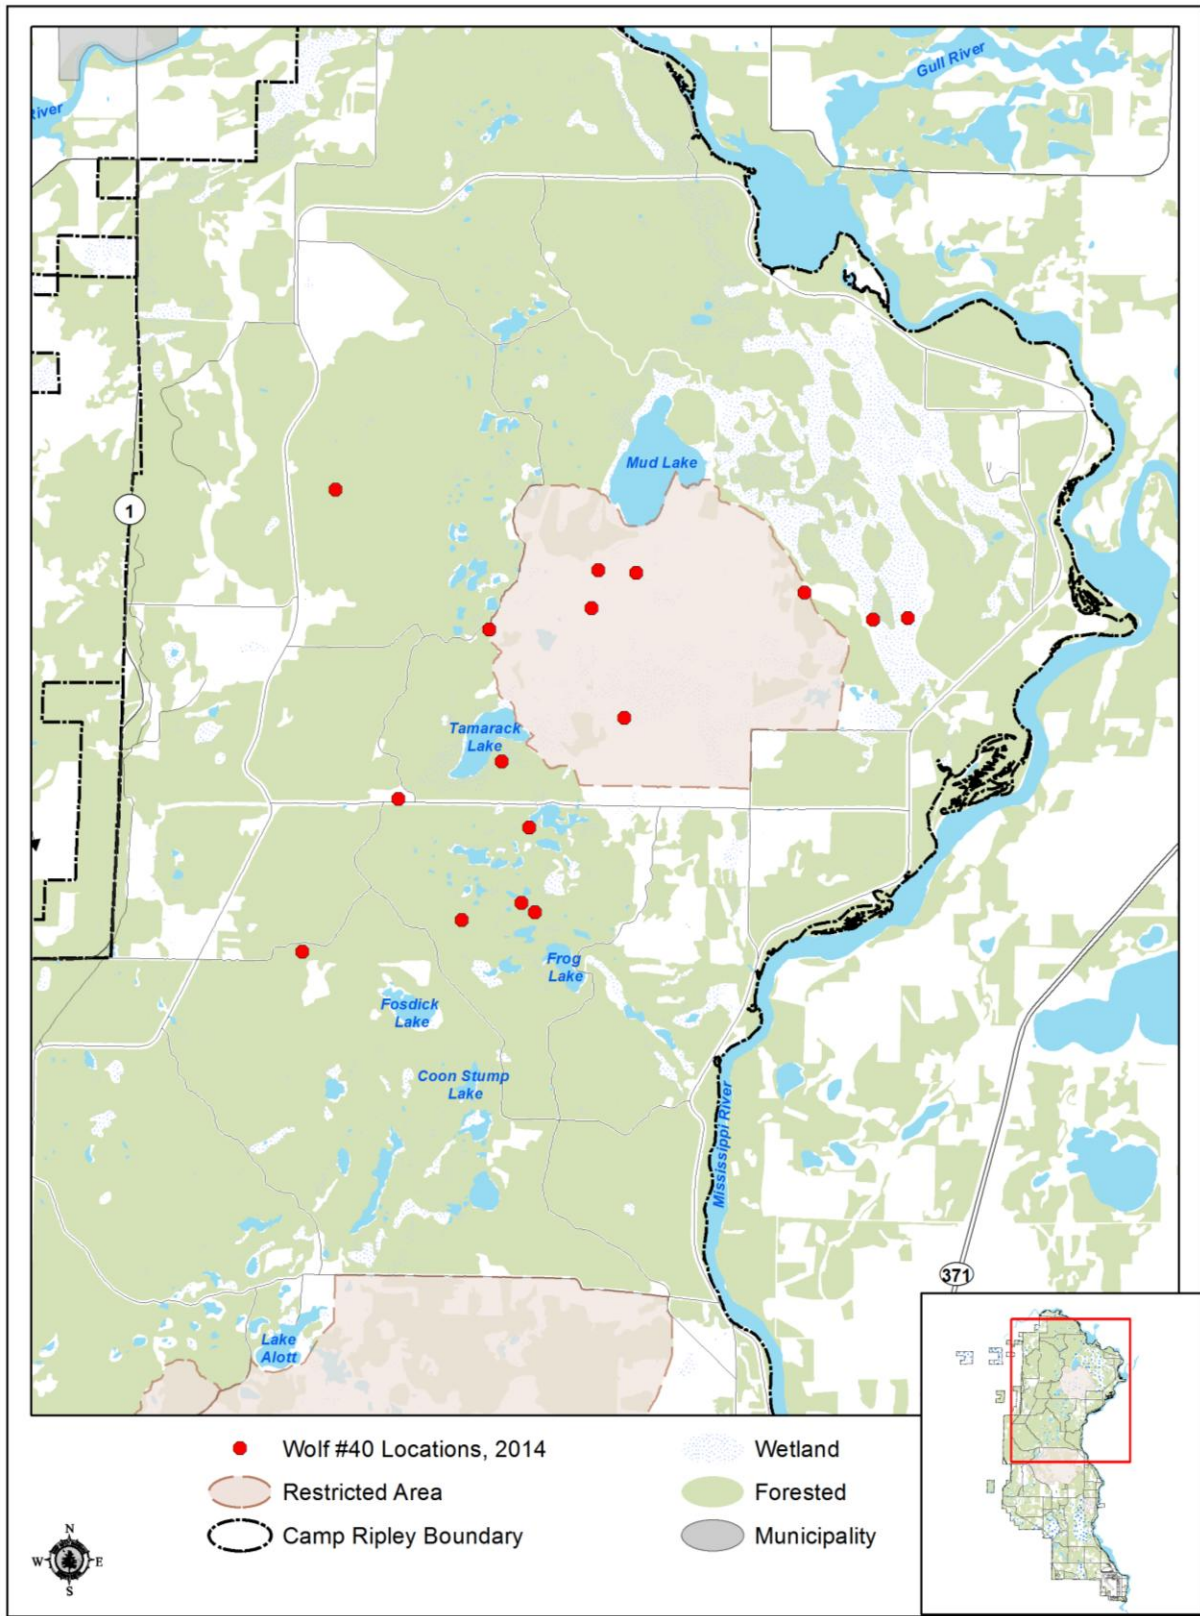 Gull River
River
Mud Lake
1
Tamarack
Lake
Frog
Lake
Fosdick
Lake
Coon Stump
Lake
Mississippi River
371
Lake
Alott
Wolf #40 Locations, 2014
Restricted Area
Camp Ripley Boundary
Wetland
Forested
Municipality
N
W E
S